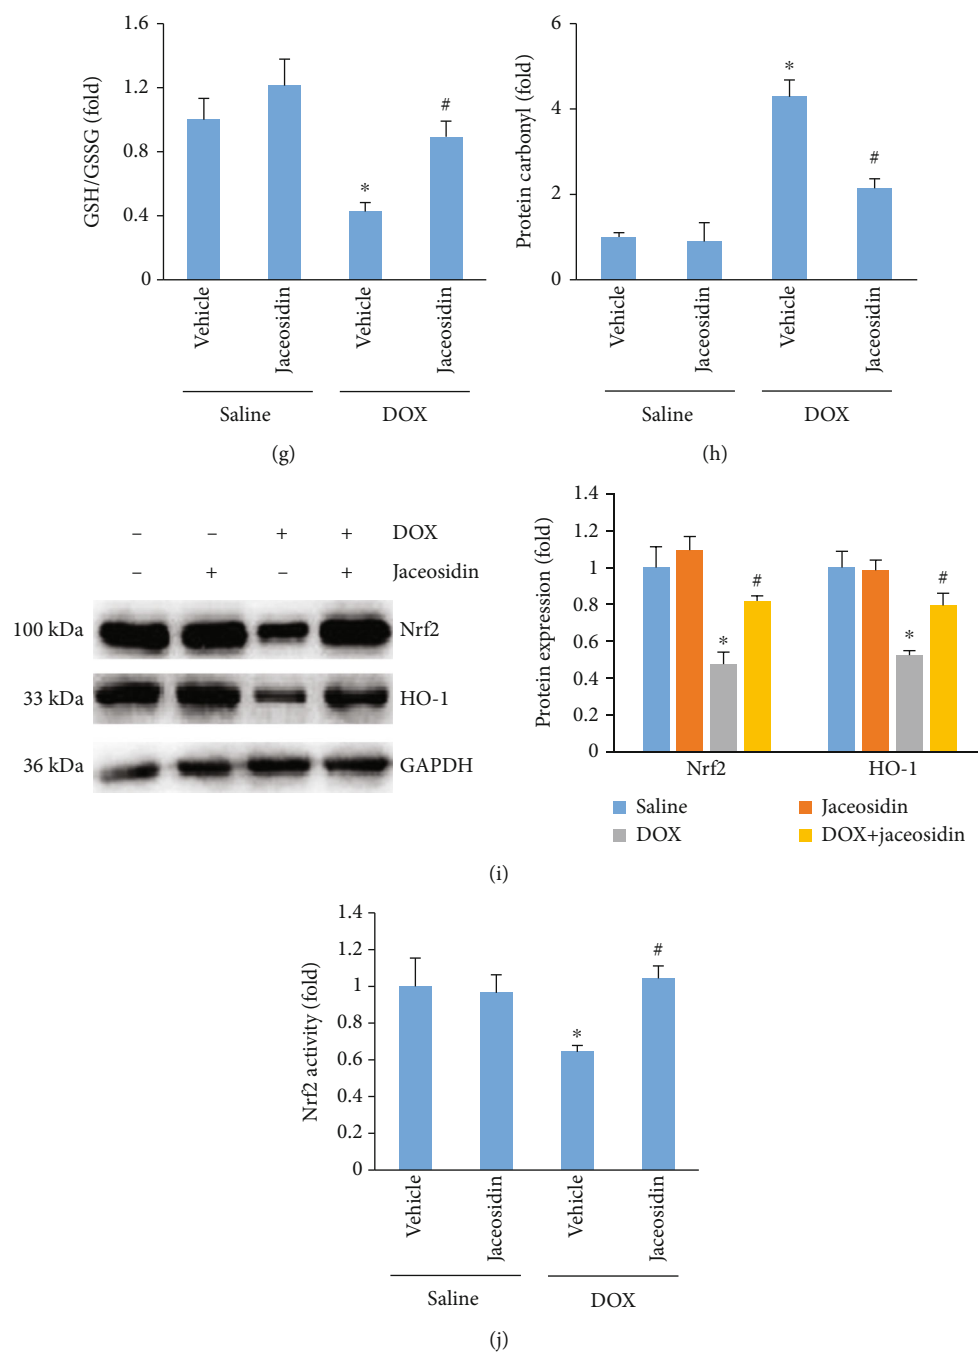 1.6
1.2
0.8
0.4
0
GSH/GSSG (fold)
*
#
Vehicle
Jaceosidin
Vehicle
Jaceosidin
Saline
DOX
(g)
6
4
2
0
Protein carbonyl (fold)
*
#
Vehicle
Jaceosidin
Vehicle
Jaceosidin
Saline
DOX
(h)
– – + + DOX
– + – + Jaceosidin
100 kDa Nrf2
33 kDa HO-1
36 kDa GAPDH
1.4
1.2
1
0.8
0.6
0.4
0.2
0
Protein expression (fold)
*
#
*
#
Nrf2 HO-1
Saline Jaceosidin
DOX DOX+jaceosidin
(i)
1.4
1.2
1
0.8
0.6
0.4
0.2
0
Nrf2 activity (fold)
*
#
Vehicle
Jaceosidin
Vehicle
Jaceosidin
Saline
DOX
(j)